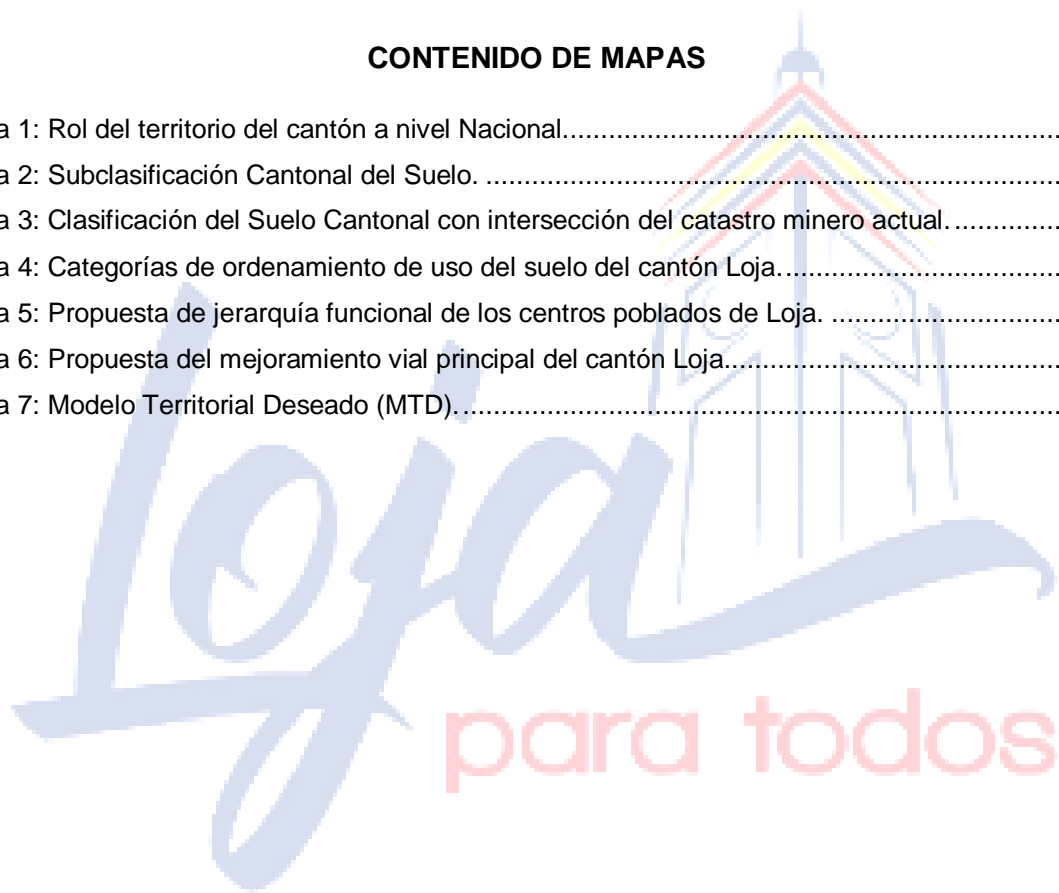 CONTENIDO DE MAPAS
a 1: Rol del territorio del cantón a nivel Nacional.
a 2: Subclasificación Cantonal del Suelo.
a 3: Clasificación del Suelo Cantonal con intersección del catastro minero actual.
a 4: Categorías de ordenamiento de uso del suelo del cantón Loja.
a 5: Propuesta de jerarquía funcional de los centros poblados de Loja.
a 6: Propuesta del mejoramiento vial principal del cantón Loja.
a 7: Modelo Territorial Deseado (MTD).
Loja
para todos